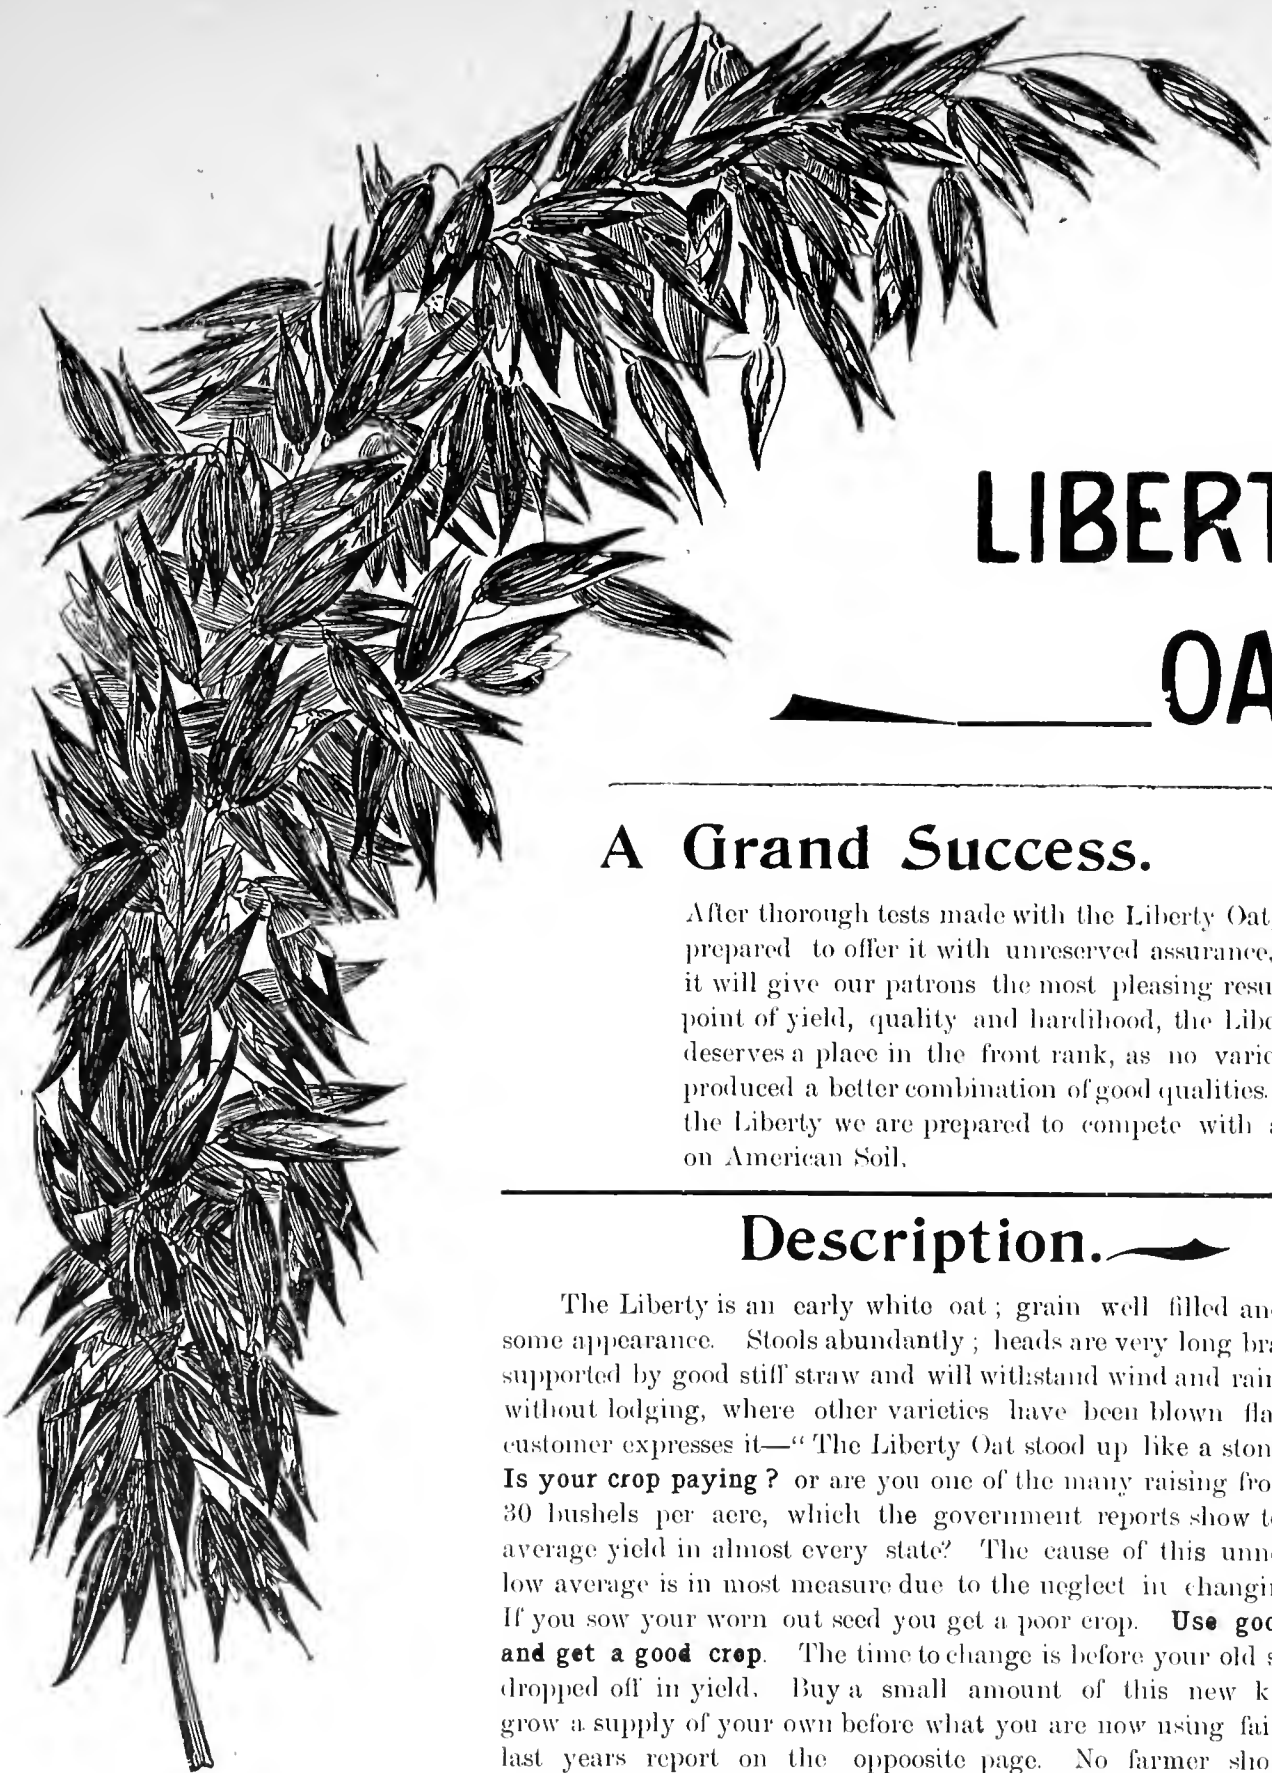 LIBERT
OA
A Grand Success.
After thorough tests made with the Liberty Oat
prepared to offer it with unreserved assurance,
it will give our patrons the most pleasing resu
point of yield, quality and hardihood, the Libe
deserves a place in the front rank, as no varie
produced a better combination of good qualities.
the Liberty we are prepared to compete with a
on American Soil.
Description.
The Liberty is an early white oat ; grain well filled an
some appearance. Stools abundantly ; heads are very long bra
supported by good stiff straw and will withstand wind and rain
without lodging, where other varieties have been blown fla
customer expresses it—“ The Liberty Oat stood up like a ston
Is your crop paying ? or are you one of the many raising fro
30 bushels per acre, which the government reports show t
average yield in almost every state? The cause of this unn
low average is in most measure due to the neglect in changi
If you sow your worn out seed you get a poor crop. Use goo
and get a good crop. The time to change is before your old s
dropped off in yield. Buy a small amount of this new k
grow a supply of your own before what you are now using fai
last years report on the oppoosite page. No farmer sho